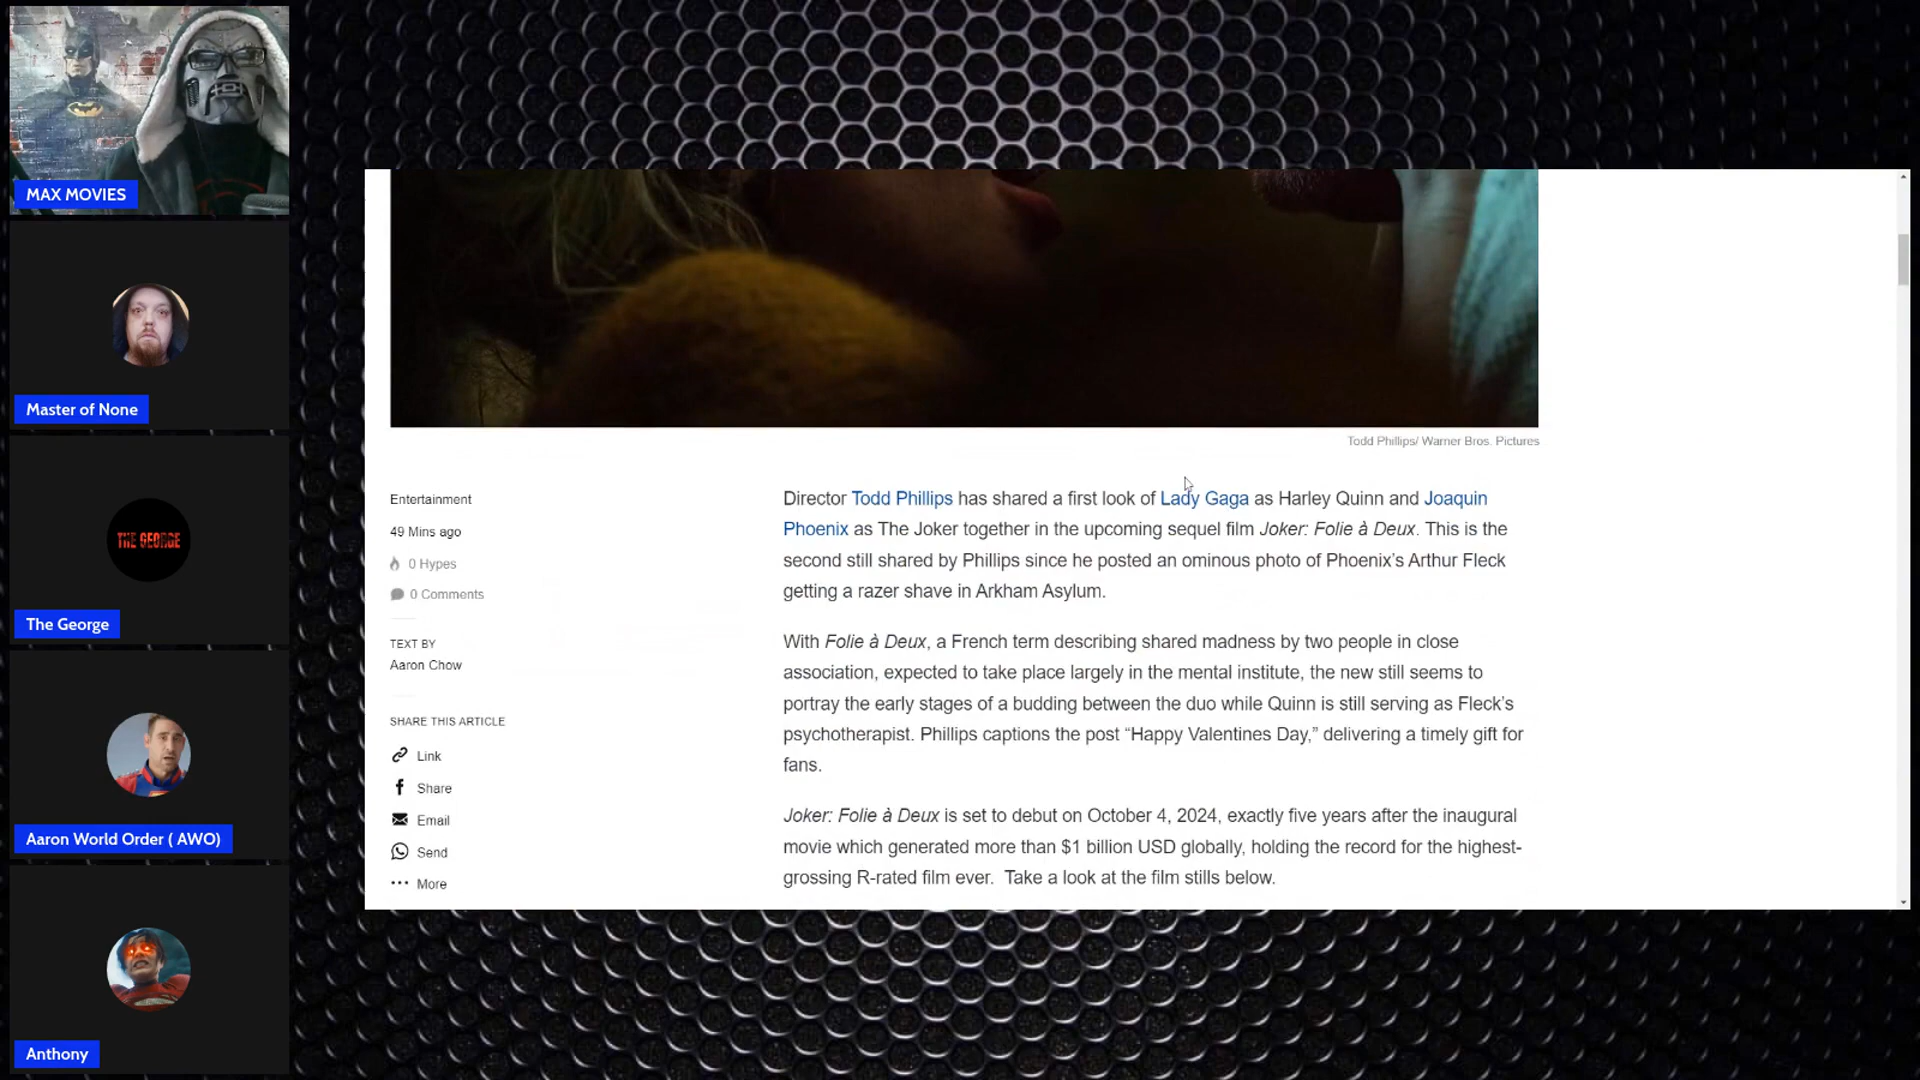 MAX MOVIES
Master of None
THE GEORGE
The George
Aaron World Order ( AWO)
Anthony
Todd Phillips/ Warner Bros. Pictures
Entertainment
49 Mins ago
0 Hypes
0 Comments
TEXT BY
Aaron Chow
SHARE THIS ARTICLE
Link
Share
Email
Send
More
Director Todd Phillips has shared a first look of Lady Gaga as Harley Quinn and Joaquin
Phoenix as The Joker together in the upcoming sequel film Joker: Folie à Deux. This is the
second still shared by Phillips since he posted an ominous photo of Phoenix’s Arthur Fleck
getting a razer shave in Arkham Asylum.
With Folie à Deux, a French term describing shared madness by two people in close
association, expected to take place largely in the mental institute, the new still seems to
portray the early stages of a budding between the duo while Quinn is still serving as Fleck’s
psychotherapist. Phillips captions the post “Happy Valentines Day,” delivering a timely gift for
fans.
Joker: Folie à Deux is set to debut on October 4, 2024, exactly five years after the inaugural
movie which generated more than $1 billion USD globally, holding the record for the highest-
grossing R-rated film ever. Take a look at the film stills below.